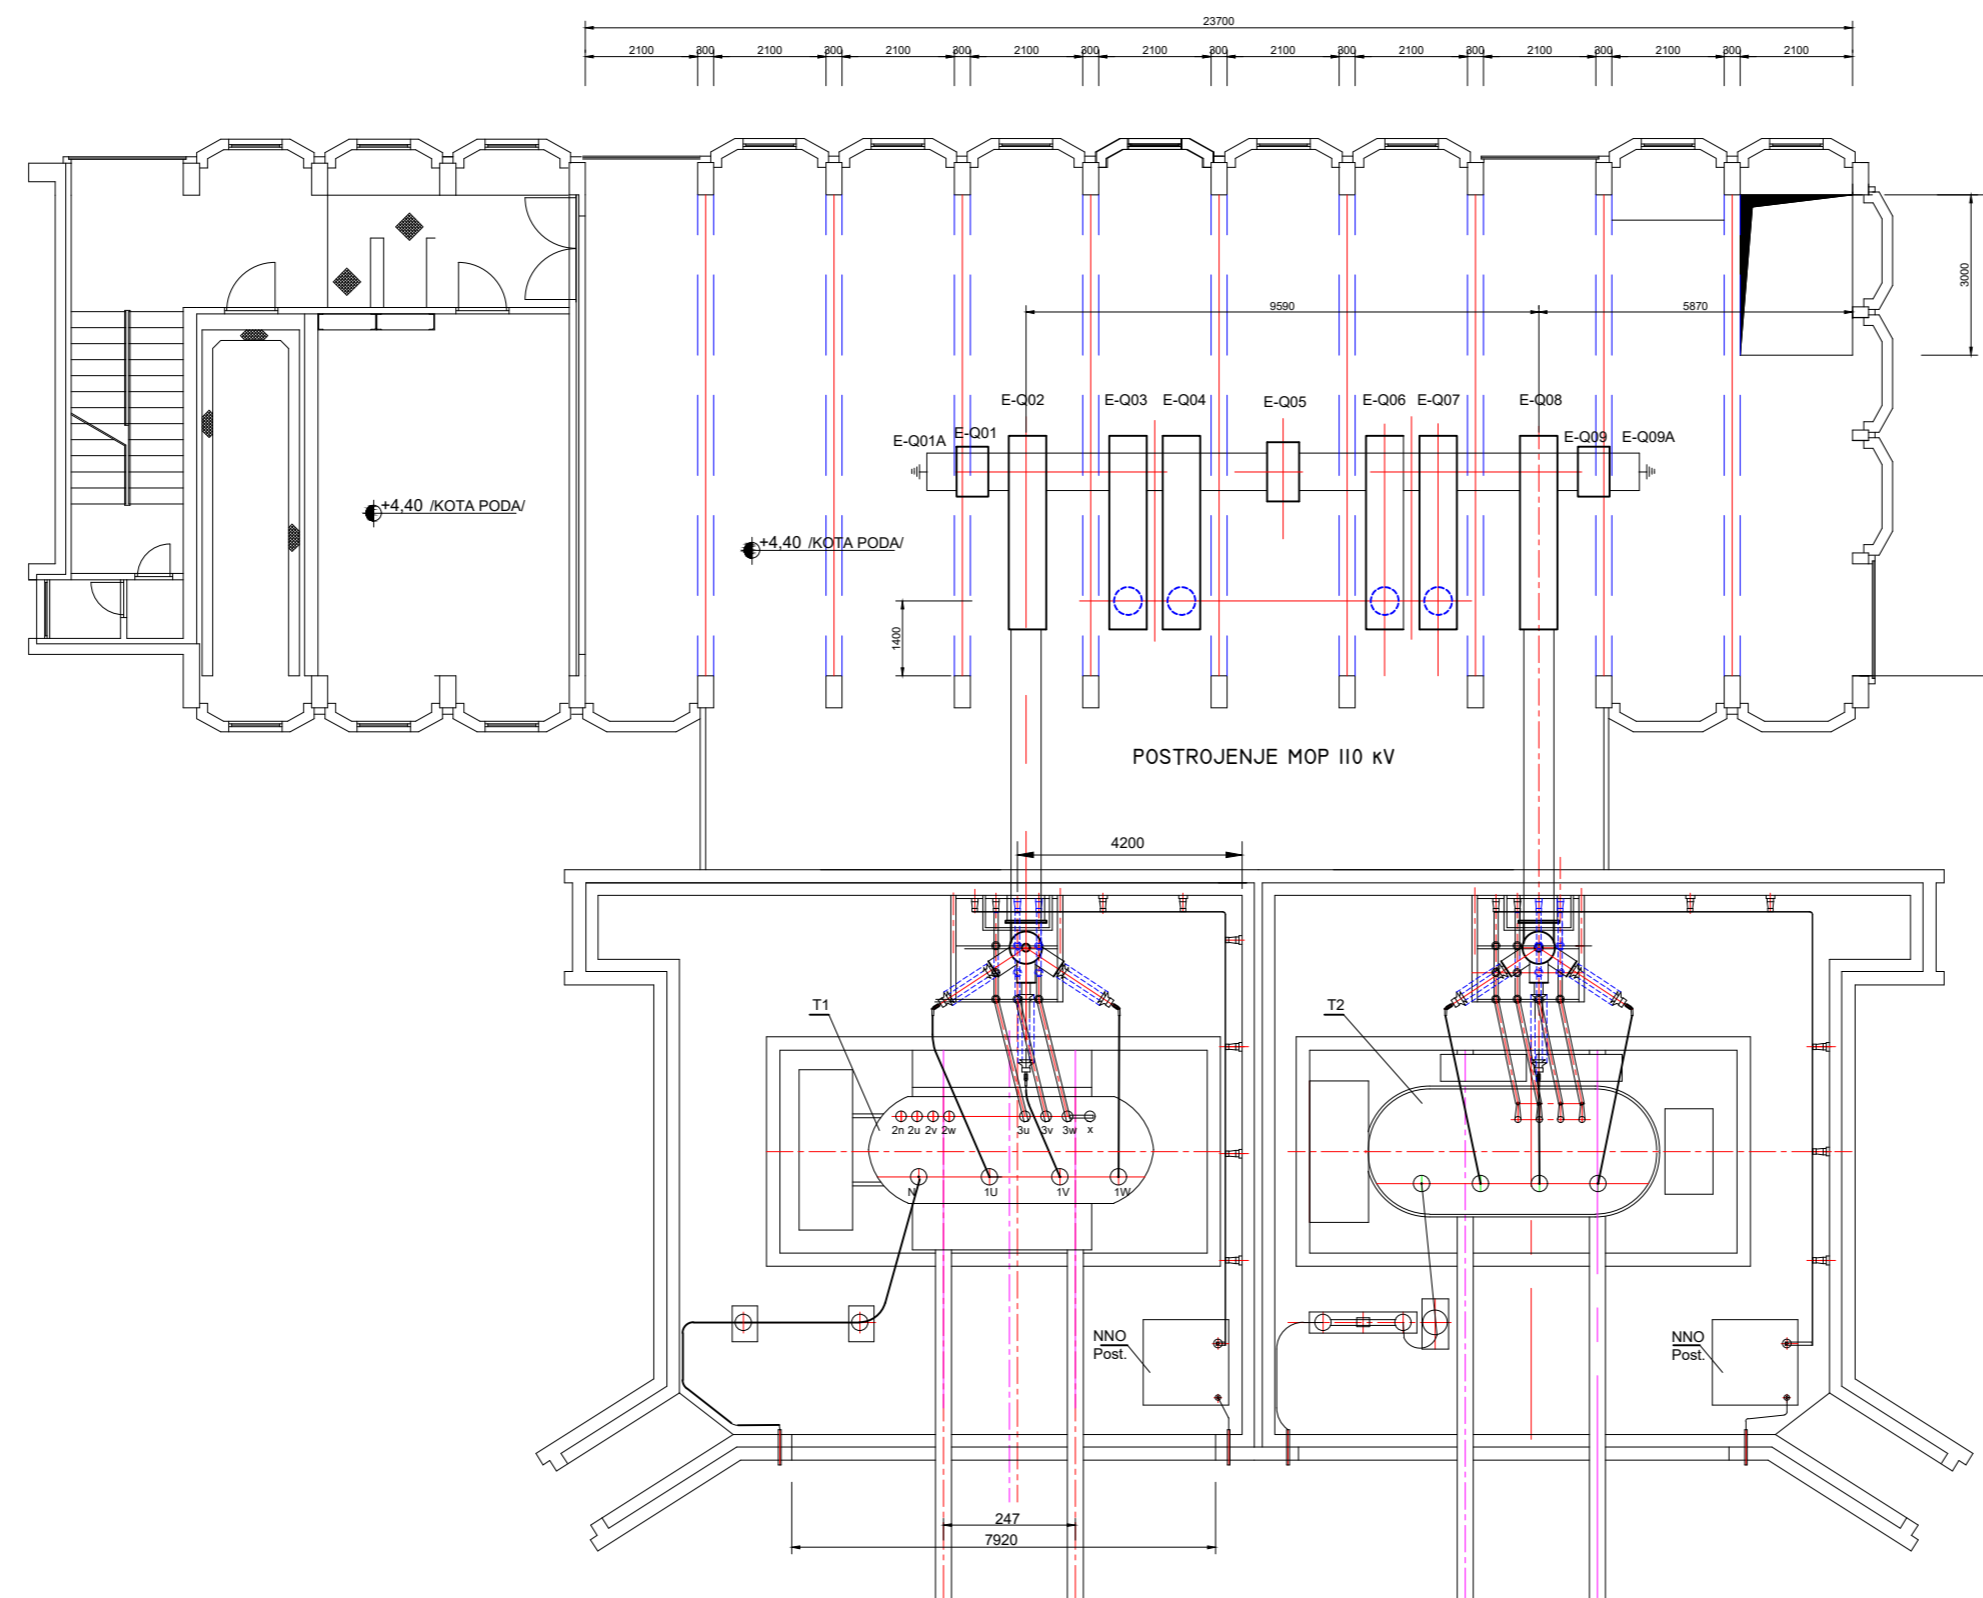 23700
2100 300 2100 300 2100 300 2100 300 2100 300 2100 300 2100 300 2100 300 2100 300 2100
3000
9590 5870
E-Q02 E-Q03 E-Q04 E-Q05 E-Q06 E-Q07 E-Q08
E-Q01A E-Q01 E-Q09 E-Q09A
+4,40 /KOTA PODA/
+4,40 /KOTA PODA/
1400
POSTROJENJE MOP 110 кV
4200
T1 T2
2n 2u 2v 2w 3u 3v 3w x
N 1U 1V 1W
NNO
Post.
NNO
Post.
247
7920